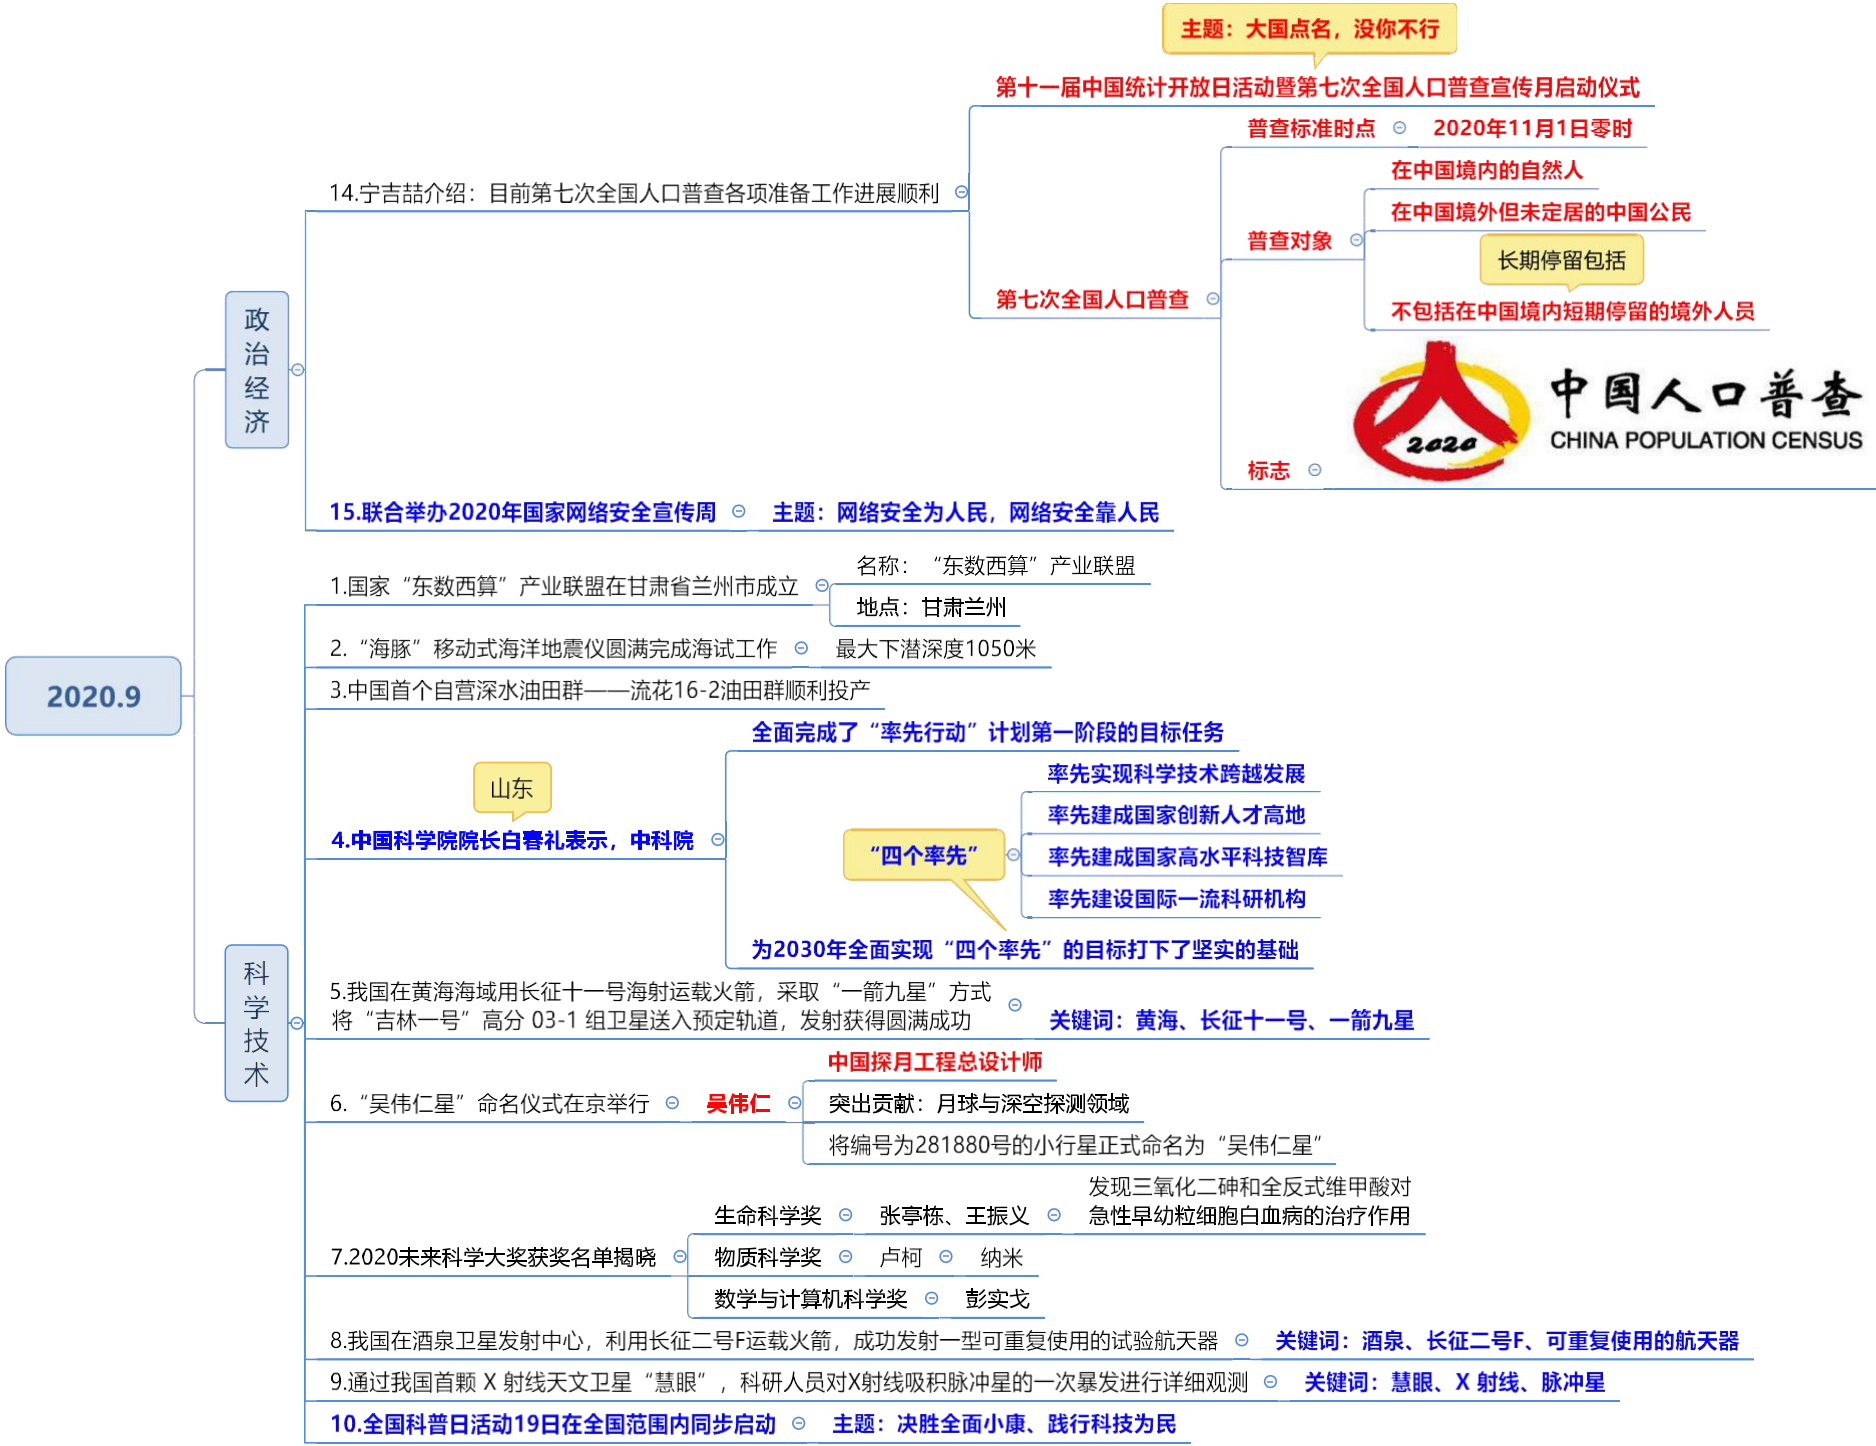 主题：大国点名，没你不行
第十一届中国统计开放日活动暨第七次全国人口普查宣传月启动仪式
普查标准时点
2020年11月1日零时
在中国境内的自然人
14.宁吉喆介绍：目前第七次全国人口普查各项准备工作进展顺利
在中国境外但未定居的中国公民
普查对象
长期停留包括
第七次全国人口普查
不包括在中国境内短期停留的境外人员
政治经济
中国人口普查
CHINA POPULATION CENSUS
2020
标志
15.联合举办2020年国家网络安全宣传周
主题：网络安全为人民，网络安全靠人民
名称：“东数西算”产业联盟
1.国家“东数西算”产业联盟在甘肃省兰州市成立
地点：甘肃兰州
2.“海豚”移动式海洋地震仪圆满完成海试工作
最大下潜深度1050米
2020.9
3.中国首个自营深水油田群——流花16-2油田群顺利投产
全面完成了“率先行动”计划第一阶段的目标任务
山东
率先实现科学技术跨越发展
率先建成国家创新人才高地
4.中国科学院院长白春礼表示，中科院
“四个率先”
率先建成国家高水平科技智库
率先建设国际一流科研机构
为2030年全面实现“四个率先”的目标打下了坚实的基础
科学技术
5.我国在黄海海域用长征十一号海射运载火箭，采取“一箭九星”方式
将“吉林一号”高分 03-1 组卫星送入预定轨道，发射获得圆满成功
关键词：黄海、长征十一号、一箭九星
中国探月工程总设计师
6.“吴伟仁星”命名仪式在京举行
吴伟仁
突出贡献：月球与深空探测领域
将编号为281880号的小行星正式命名为“吴伟仁星”
发现三氧化二砷和全反式维甲酸对
生命科学奖
张亭栋、王振义
急性早幼粒细胞白血病的治疗作用
7.2020未来科学大奖获奖名单揭晓
物质科学奖
卢柯
纳米
数学与计算机科学奖
彭实戈
8.我国在酒泉卫星发射中心，利用长征二号F运载火箭，成功发射一型可重复使用的试验航天器
关键词：酒泉、长征二号F、可重复使用的航天器
9.通过我国首颗 X 射线天文卫星“慧眼”，科研人员对X射线吸积脉冲星的一次暴发进行详细观测
关键词：慧眼、X 射线、脉冲星
10.全国科普日活动19日在全国范围内同步启动
主题：决胜全面小康、践行科技为民